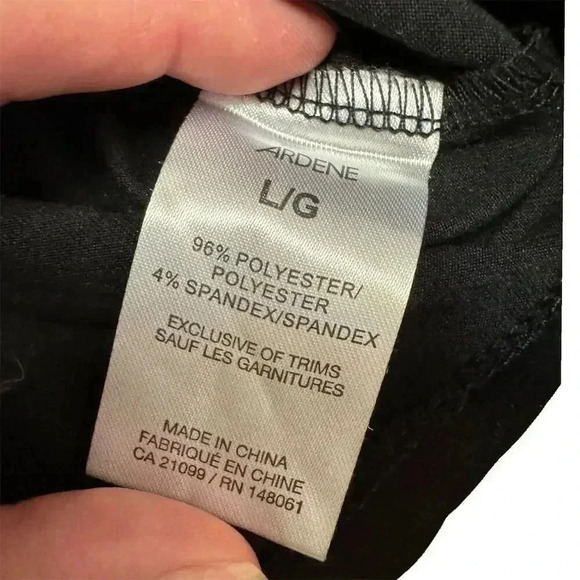 ARDENE
L/G
96% POLYESTER/
POLYESTER
4% SPANDEX/SPANDEX
EXCLUSIVE OF TRIMS
SAUF LES GARNITURES
MADE IN CHINA
FABRIQUÉ EN CHINE
CA 21099 / RN 148061